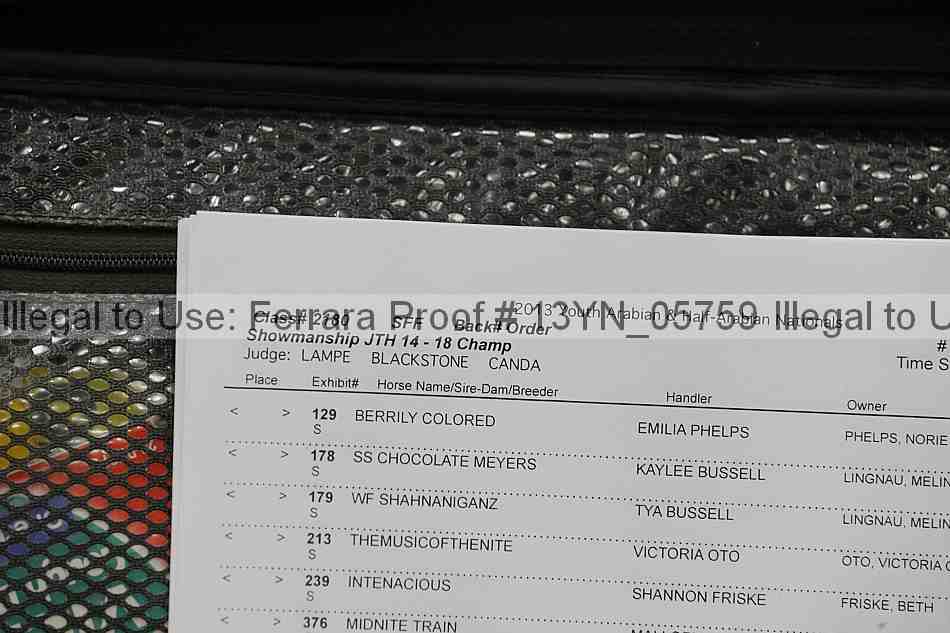 Illegal to Use: Ferrara Proof # 13YN_05759 Illegal to U
2013 Youth Arabian & Half-Arabian Nationals
Class# 2180 SFF Back# Order
Showmanship JTH 14 - 18 Champ
#
Judge: LAMPE BLACKSTONE CANDA
Time S
Place Exhibit# Horse Name/Sire-Dam/Breeder Handler Owner
< > 129 BERRILY COLORED EMILIA PHELPS PHELPS, NORIE
S
< > 178 SS CHOCOLATE MEYERS KAYLEE BUSSELL LINGNAU, MELIN
S
< > 179 WF SHAHNANIGANZ TYA BUSSELL LINGNAU, MELIN
S
< > 213 THEMUSICOFTHENITE VICTORIA OTO OTO, VICTORIA
S
< > 239 INTENACIOUS SHANNON FRISKE FRISKE, BETH
S
< > 376 MIDNITE TRAIN